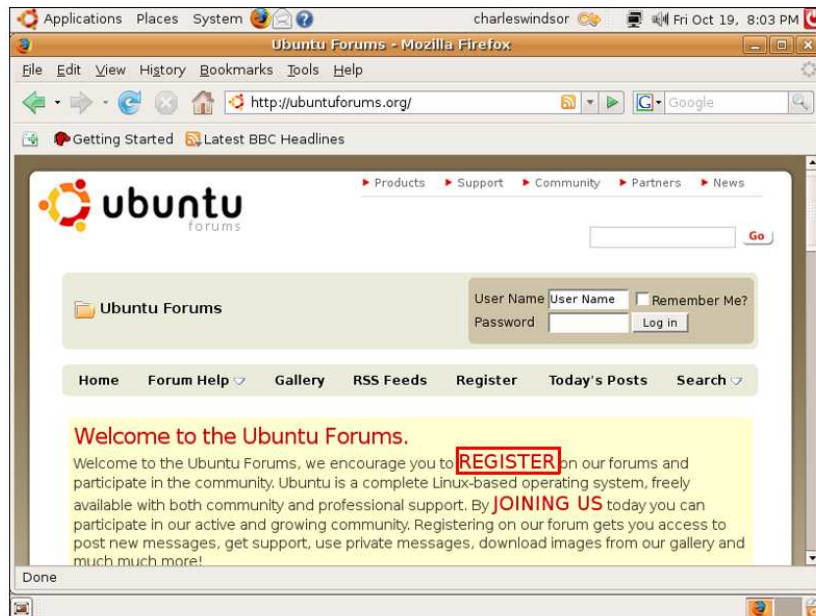 Applications Places System charleswindsor Fri Oct 19, 8:03 PM
Ubuntu Forums - Mozilla Firefox
File Edit View History Bookmarks Tools Help
http://ubuntuforums.org/ G Google
Getting Started Latest BBC Headlines
Products Support Community Partners News
ubuntu
forums
Go
Ubuntu Forums
User Name User Name Remember Me?
Password Log in
Home Forum Help Gallery RSS Feeds Register Today's Posts Search
Welcome to the Ubuntu Forums.
Welcome to the Ubuntu Forums, we encourage you to REGISTER on our forums and
participate in the community. Ubuntu is a complete Linux-based operating system, freely
available with both community and professional support. By JOINING US today you can
participate in our active and growing community. Registering on our forum gets you access to
post new messages, get support, use private messages, download images from our gallery and
much much more!
Done